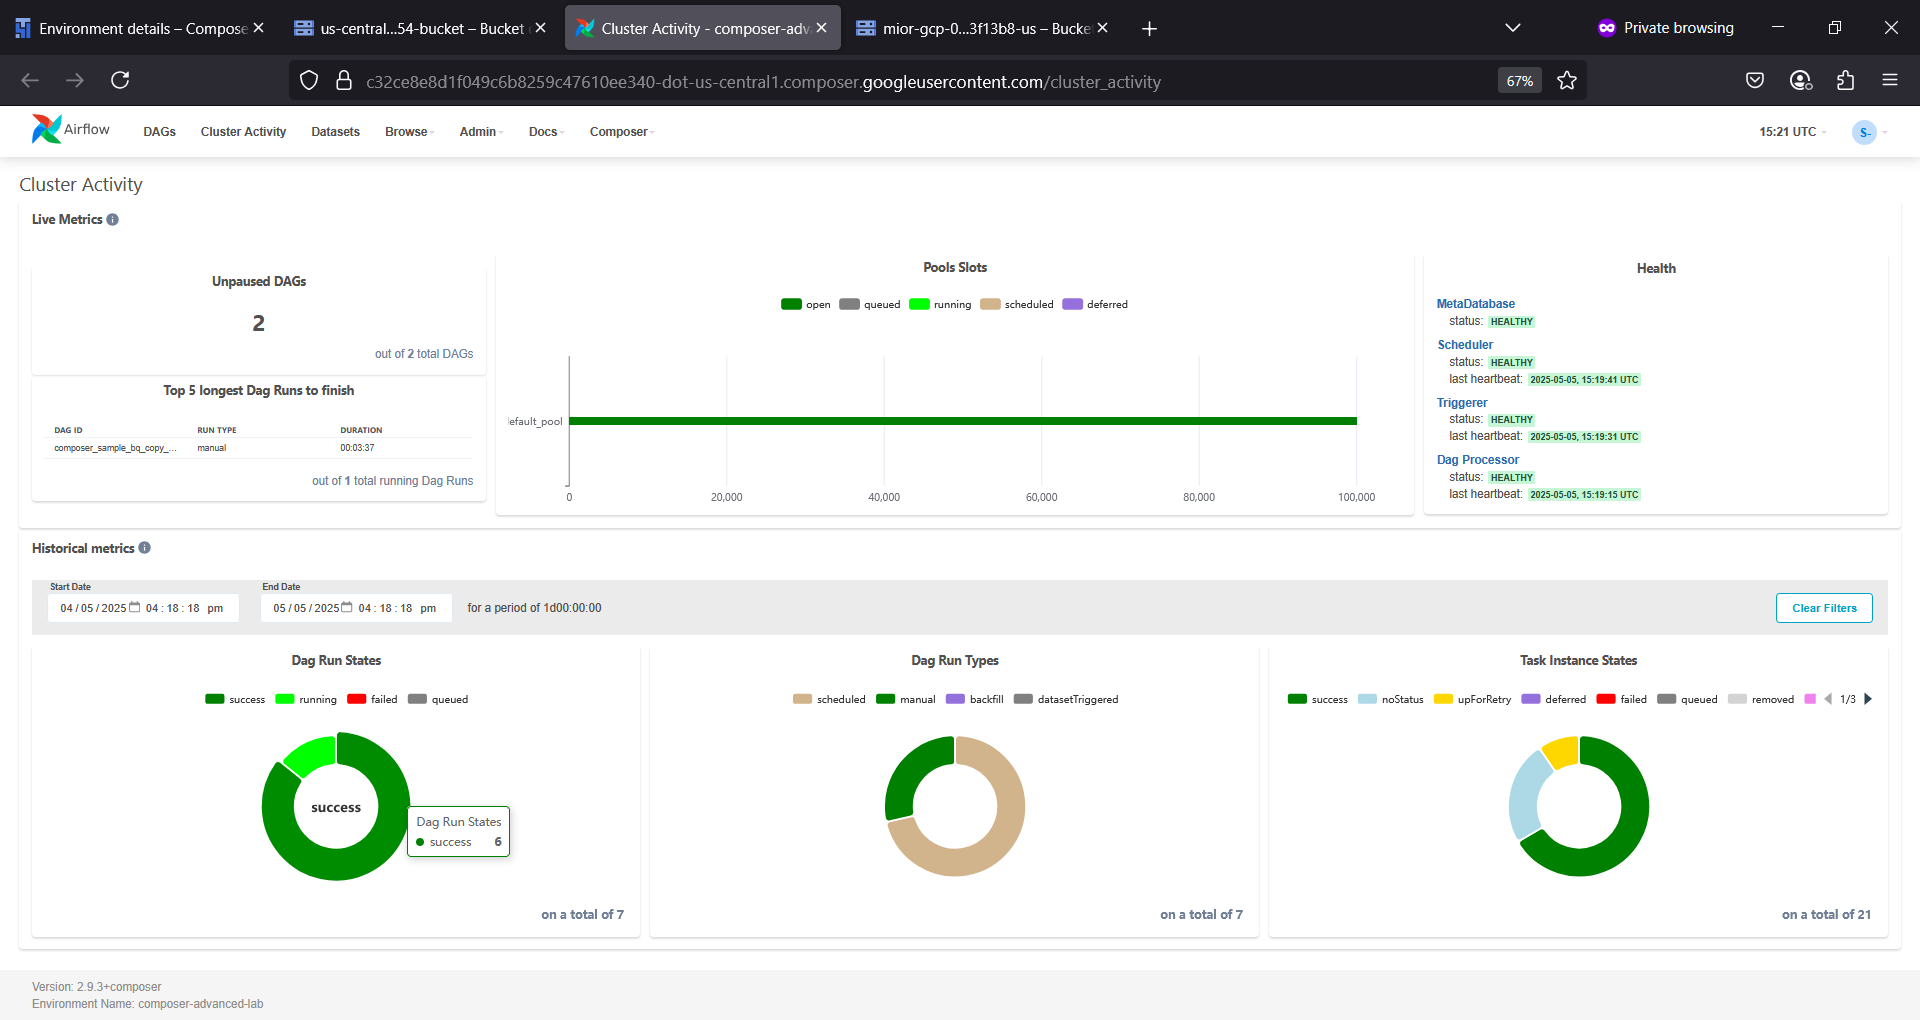 Environment details – Compose
us-central...54-bucket – Bucket
Cluster Activity - composer-adv
mior-gcp-0...3f13b8-us – Bucke
Private browsing
c32ce8e8d1f049c6b8259c47610ee340-dot-us-central1.composer.googleusercontent.com/cluster_activity
67%
Airflow
DAGs
Cluster Activity
Datasets
Browse
Admin
Docs
Composer
15:21 UTC
S-
Cluster Activity
Live Metrics
Unpaused DAGs
2
out of 2 total DAGs
Top 5 longest Dag Runs to finish
DAG ID RUN TYPE DURATION
composer_sample_bq_copy_... manual 00:03:37
out of 1 total running Dag Runs
Pools Slots
open queued running scheduled deferred
efault_pool
0 20,000 40,000 60,000 80,000 100,000
Health
MetaDatabase
status: HEALTHY
Scheduler
status: HEALTHY
last heartbeat: 2025-05-05, 15:19:41 UTC
Triggerer
status: HEALTHY
last heartbeat: 2025-05-05, 15:19:31 UTC
Dag Processor
status: HEALTHY
last heartbeat: 2025-05-05, 15:19:15 UTC
Historical metrics
Start Date
04/05/2025 04:18:18 pm
End Date
05/05/2025 04:18:18 pm
for a period of 1d00:00:00
Clear Filters
Dag Run States
success running failed queued
success
Dag Run States
success 6
on a total of 7
Dag Run Types
scheduled manual backfill datasetTriggered
on a total of 7
Task Instance States
success noStatus upForRetry deferred failed queued removed 1/3
on a total of 21
Version: 2.9.3+composer
Environment Name: composer-advanced-lab